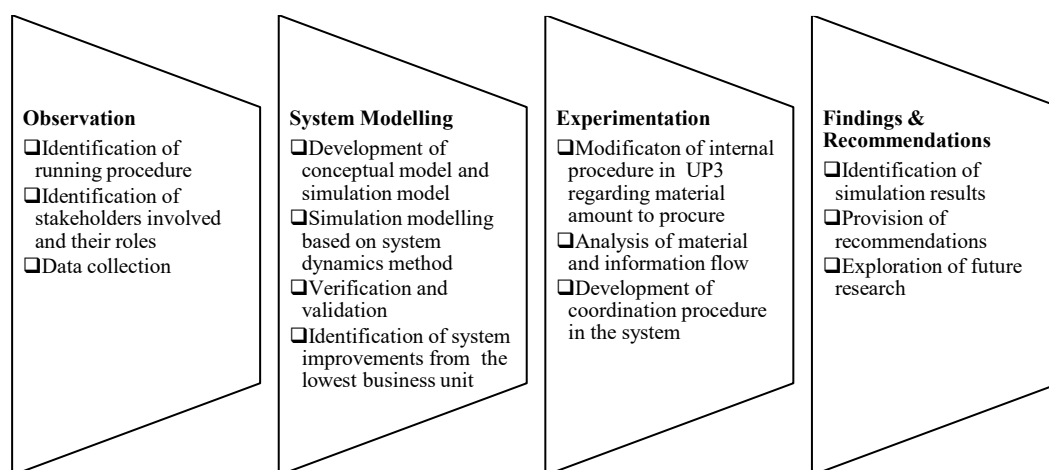 Observation
❑Identification of
running procedure
❑Identification of
stakeholders involved
and their roles
❑Data collection
System Modelling
❑Development of
conceptual model and
simulation model
❑Simulation modelling
based on system
dynamics method
❑Verification and
validation
❑Identification of system
improvements from the
lowest business unit
Experimentation
❑Modificaton of internal
procedure in UP3
regarding material
amount to procure
❑Analysis of material
and information flow
❑Development of
coordination procedure
in the system
Findings &
Recommendations
❑Identification of
simulation results
❑Provision of
recommendations
❑Exploration of future
research